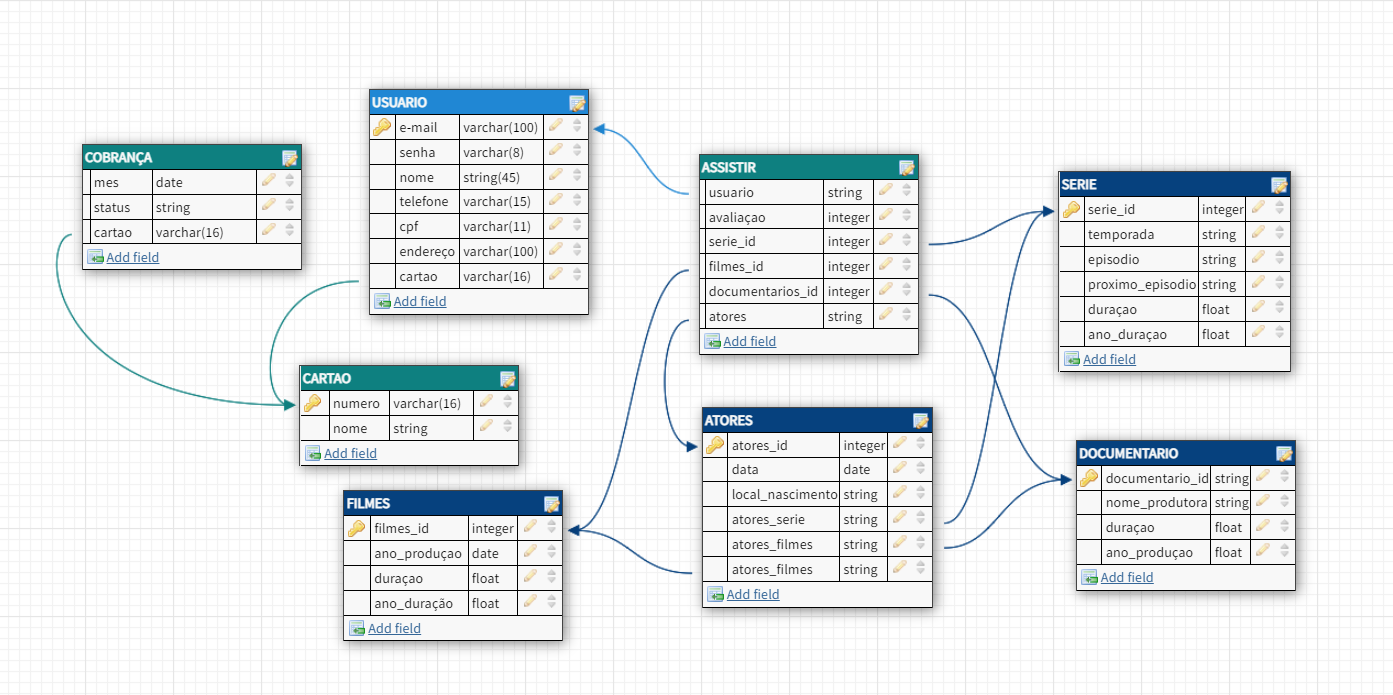 USUARIO
e-mail varchar(100)
senha varchar(8)
nome string(45)
telefone varchar(15)
cpf varchar(11)
endereço varchar(100)
cartao varchar(16)
Add field
COBRANÇA
mes date
status string
cartao varchar(16)
Add field
ASSISTIR
usuario string
avaliaçao integer
serie_id integer
filmes_id integer
documentarios_id integer
atores string
Add field
SERIE
serie_id integer
temporada string
episodio string
proximo_episodio string
duraçao float
ano_duraçao float
Add field
CARTAO
numero varchar(16)
nome string
Add field
ATORES
atores_id integer
data date
local_nascimento string
atores_serie string
atores_filmes string
atores_filmes string
Add field
DOCUMENTARIO
documentario_id string
nome_produtora string
duraçao float
ano_produçao float
Add field
FILMES
filmes_id integer
ano_produçao date
duraçao float
ano_duração float
Add field